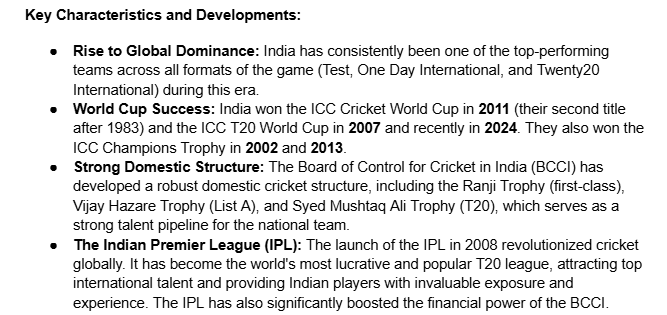 Key Characteristics and Developments:
● Rise to Global Dominance: India has consistently been one of the top-performing
teams across all formats of the game (Test, One Day International, and Twenty20
International) during this era.
● World Cup Success: India won the ICC Cricket World Cup in 2011 (their second title
after 1983) and the ICC T20 World Cup in 2007 and recently in 2024. They also won the
ICC Champions Trophy in 2002 and 2013.
● Strong Domestic Structure: The Board of Control for Cricket in India (BCCI) has
developed a robust domestic cricket structure, including the Ranji Trophy (first-class),
Vijay Hazare Trophy (List A), and Syed Mushtaq Ali Trophy (T20), which serves as a
strong talent pipeline for the national team.
● The Indian Premier League (IPL): The launch of the IPL in 2008 revolutionized cricket
globally. It has become the world's most lucrative and popular T20 league, attracting top
international talent and providing Indian players with invaluable exposure and
experience. The IPL has also significantly boosted the financial power of the BCCI.